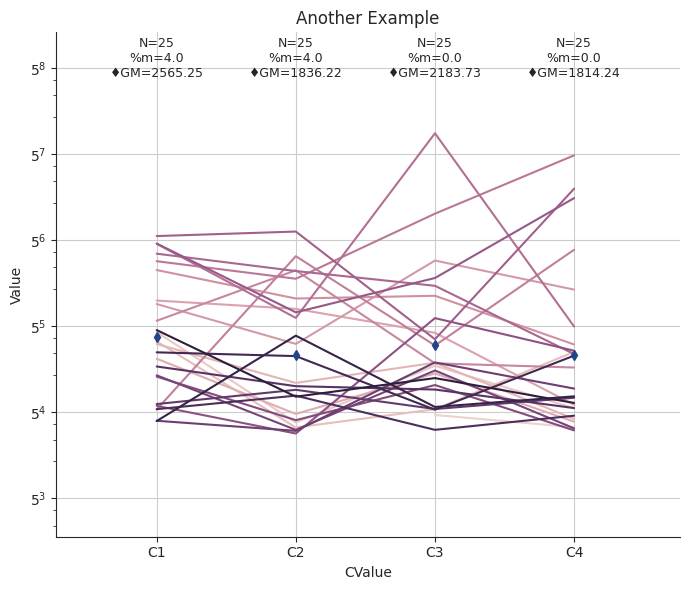 Another Example
N=25 N=25 N=25 N=25
%m=4.0 %m=4.0 %m=0.0 %m=0.0
♦GM=2565.25 ♦GM=1836.22 ♦GM=2183.73 ♦GM=1814.24
5⁸
5⁷
5⁶
5⁵
5⁴
5³
Value
C1 C2 C3 C4
CValue